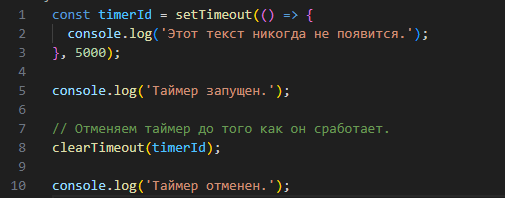 1 const timerId = setTimeout(() => {
2   console.log('Этот текст никогда не появится.');
3 }, 5000);
4
5 console.log('Таймер запущен.');
6
7 // Отменяем таймер до того как он сработает.
8 clearTimeout(timerId);
9
10 console.log('Таймер отменен.');